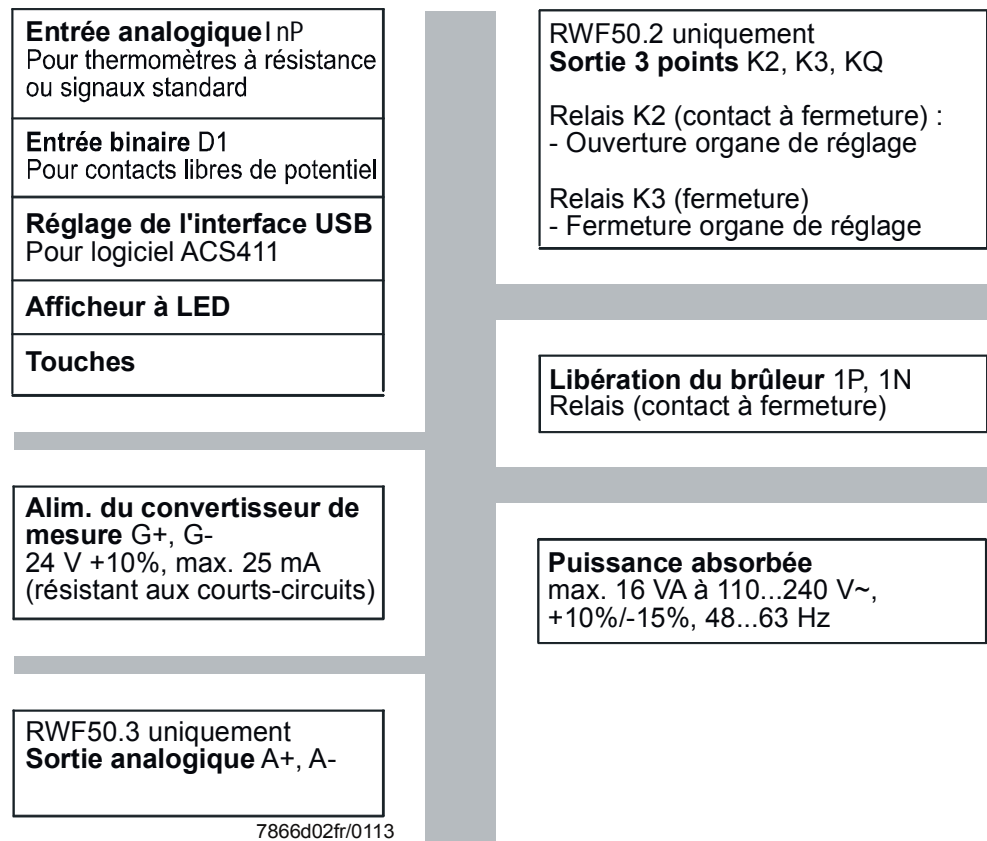 Entrée analogique InP
Pour thermomètres à résistance
ou signaux standard
Entrée binaire D1
Pour contacts libres de potentiel
Réglage de l'interface USB
Pour logiciel ACS411
Afficheur à LED
Touches
Alim. du convertisseur de
mesure G+, G-
24 V +10%, max. 25 mA
(résistant aux courts-circuits)
RWF50.3 uniquement
Sortie analogique A+, A-
7866d02fr/0113
RWF50.2 uniquement
Sortie 3 points K2, K3, KQ
Relais K2 (contact à fermeture) :
- Ouverture organe de réglage
Relais K3 (fermeture)
- Fermeture organe de réglage
Libération du brûleur 1P, 1N
Relais (contact à fermeture)
Puissance absorbée
max. 16 VA à 110...240 V~,
+10%/-15%, 48...63 Hz